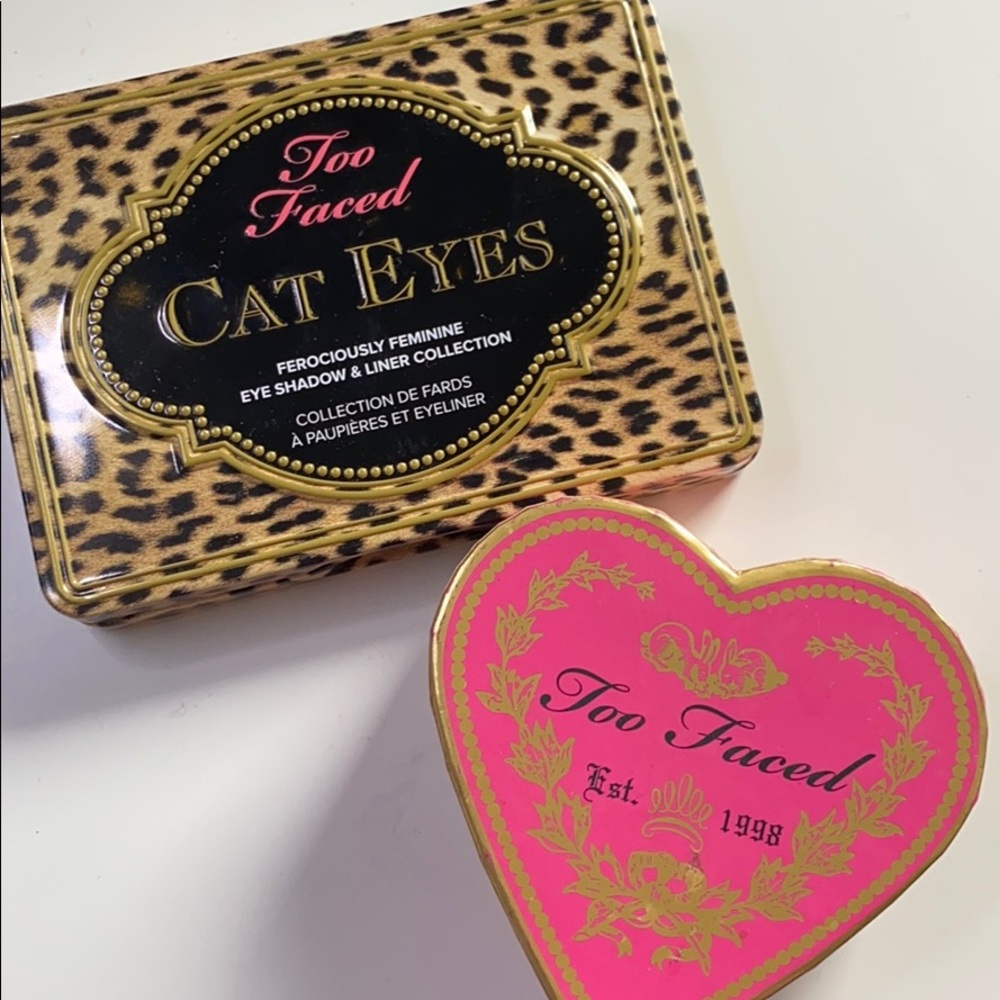 Too
Faced
CAT EYES
FEROCIOUSLY FEMININE
EYE SHADOW & LINER COLLECTION
COLLECTION DE FARDS
À PAUPIÈRES ET EYELINER
Too Faced
Est. 1998